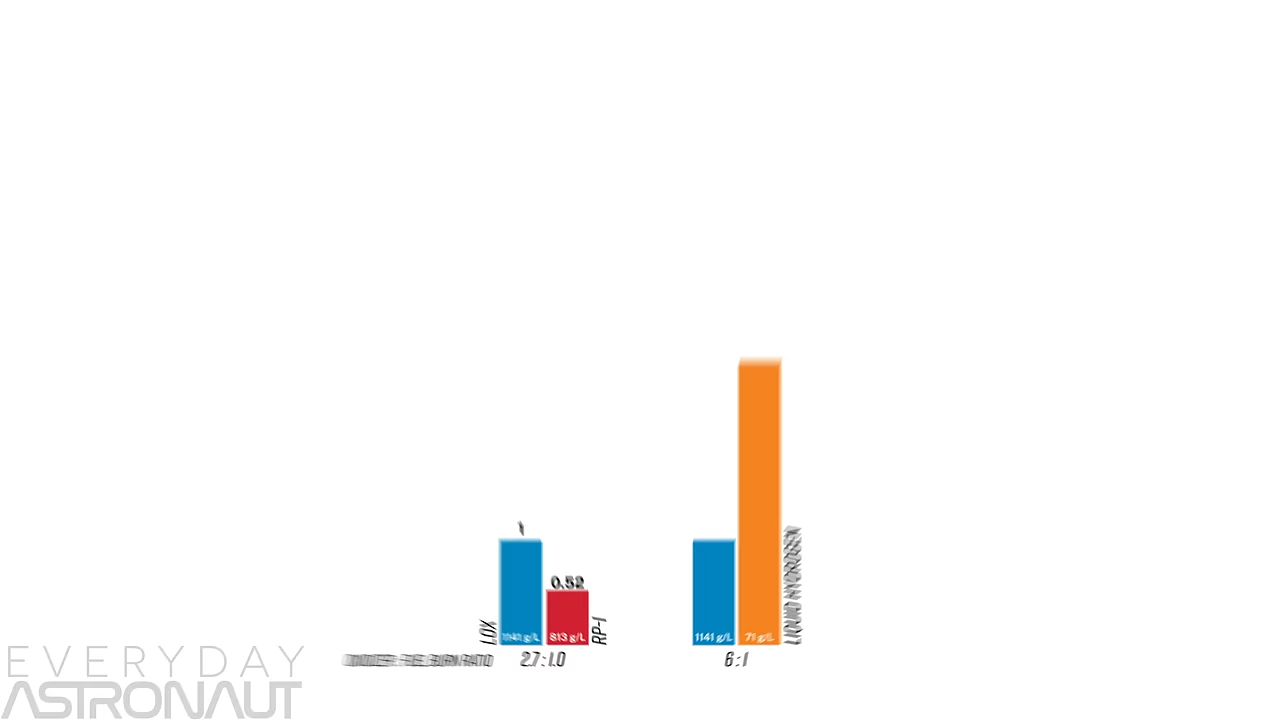 1
0.52
LOX
1141 g/L
813 g/L
RP-1
1141 g/L
71 g/L
LIQUID HYDROGEN
2.7 : 1.0
6 : 1
EVERYDAY
ASTRONAUT